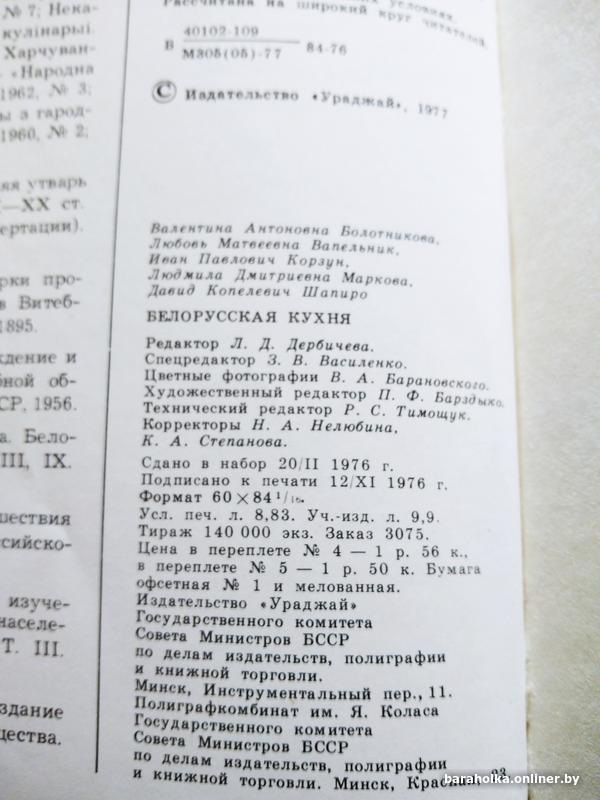 № 7; Нека-
кулінарыі.
Харчуван-
«Народна
1962, № 3;
ы з гарод-
1960, № 2;
яя утварь
—XX ст.
ертации).
рки про-
в Витеб-
1895.
ждение и
ной об-
СР, 1956.
а. Бело-
III, IX.
шествия
ссийско-
изуче-
населе-
Т. III.
здание
щества.
условиях.
Рассчитана на широкий круг читателей.
40102-109
В 84-76
М305(05)-77
© Издательство «Ураджай», 1977
Валентина Антоновна Болотникова,
Любовь Матвеевна Вапельник,
Иван Павлович Корзун,
Людмила Дмитриевна Маркова,
Давид Копелевич Шапиро
БЕЛОРУССКАЯ КУХНЯ
Редактор Л. Д. Дербичева.
Спецредактор З. В. Василенко.
Цветные фотографии В. А. Барановского.
Художественный редактор П. Ф. Барздыко.
Технический редактор Р. С. Тимощук.
Корректоры Н. А. Нелюбина,
К. А. Степанова.
Сдано в набор 20/II 1976 г.
Подписано к печати 12/XI 1976 г.
Формат 60×84 1/16.
Усл. печ. л. 8,83. Уч.-изд. л. 9,9.
Тираж 140 000 экз. Заказ 3075.
Цена в переплете № 4 — 1 р. 56 к.,
в переплете № 5 — 1 р. 50 к. Бумага
офсетная № 1 и мелованная.
Издательство «Ураджай»
Государственного комитета
Совета Министров БССР
по делам издательств, полиграфии
и книжной торговли.
Минск, Инструментальный пер., 11.
Полиграфкомбинат им. Я. Коласа
Государственного комитета
Совета Министров БССР
по делам издательств, полиграфии
и книжной торговли. Минск,
baraholka.onliner.by